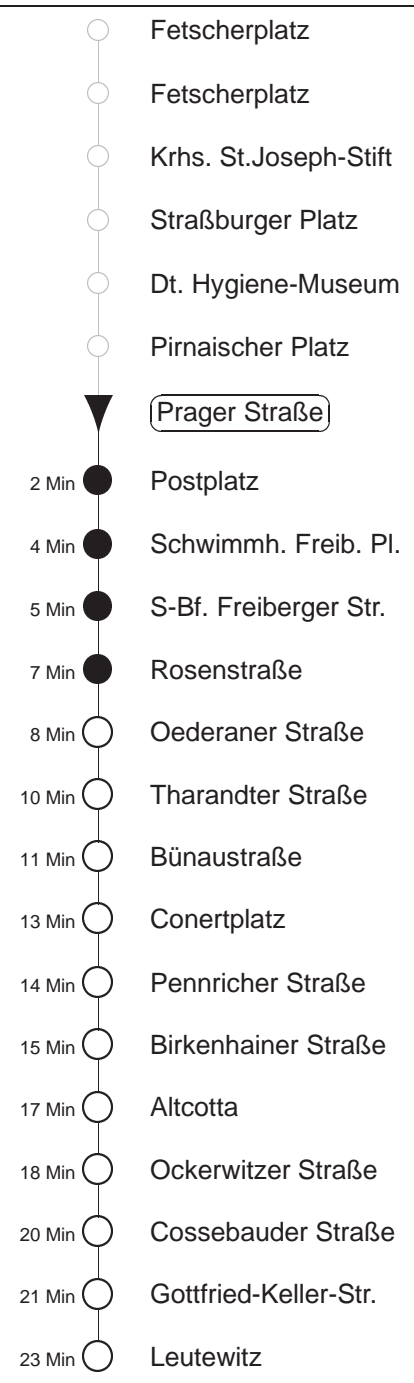 Fetscherplatz
Fetscherplatz
Krhs. St.Joseph-Stift
Straßburger Platz
Dt. Hygiene-Museum
Pirnaischer Platz
Prager Straße
2 Min Postplatz
4 Min Schwimmh. Freib. Pl.
5 Min S-Bf. Freiberger Str.
7 Min Rosenstraße
8 Min Oederaner Straße
10 Min Tharandter Straße
11 Min Bünaustraße
13 Min Conertplatz
14 Min Pennricher Straße
15 Min Birkenhainer Straße
17 Min Altcotta
18 Min Ockerwitzer Straße
20 Min Cossebauder Straße
21 Min Gottfried-Keller-Str.
23 Min Leutewitz